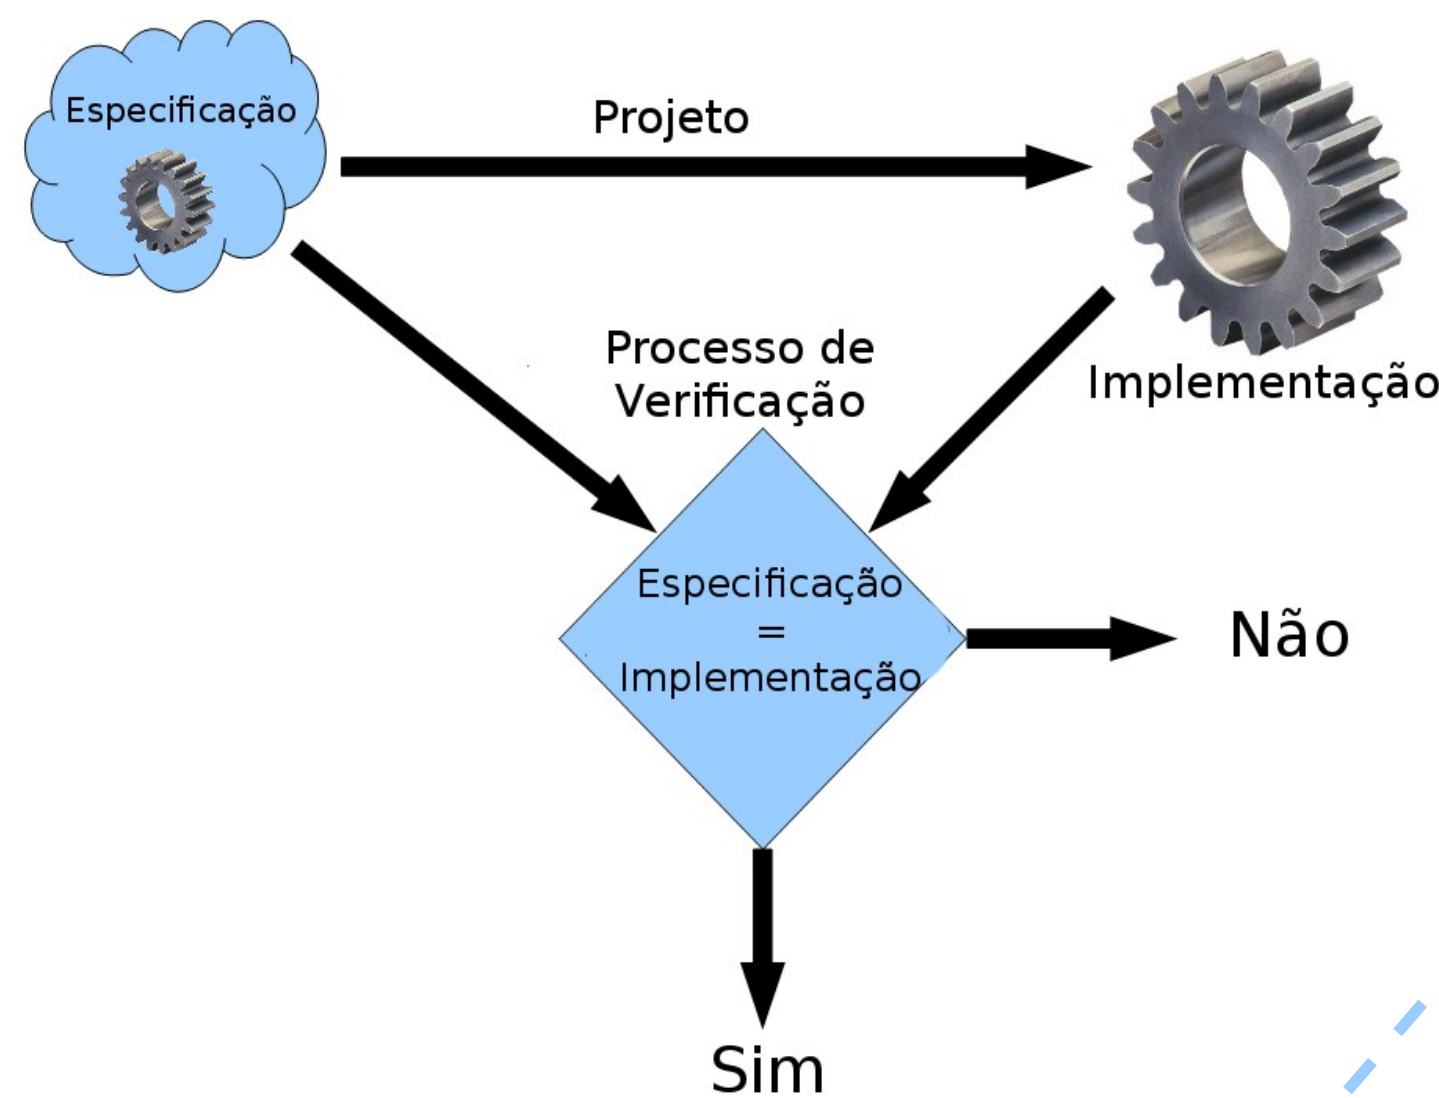 Especificação
Projeto
Processo de
Verificação
Implementação
Especificação
=
Implementação
Não
Sim